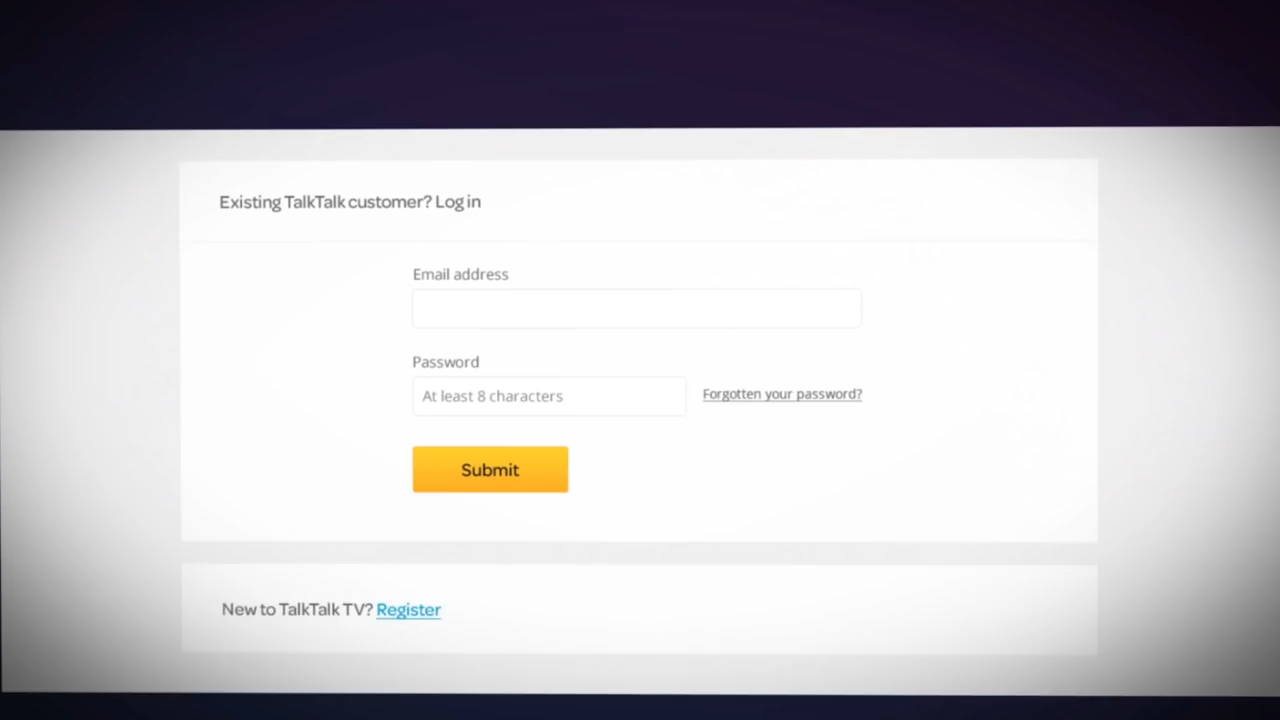 Existing TalkTalk customer? Log in
Email address
Password
At least 8 characters
Forgotten your password?
Submit
New to TalkTalk TV? Register